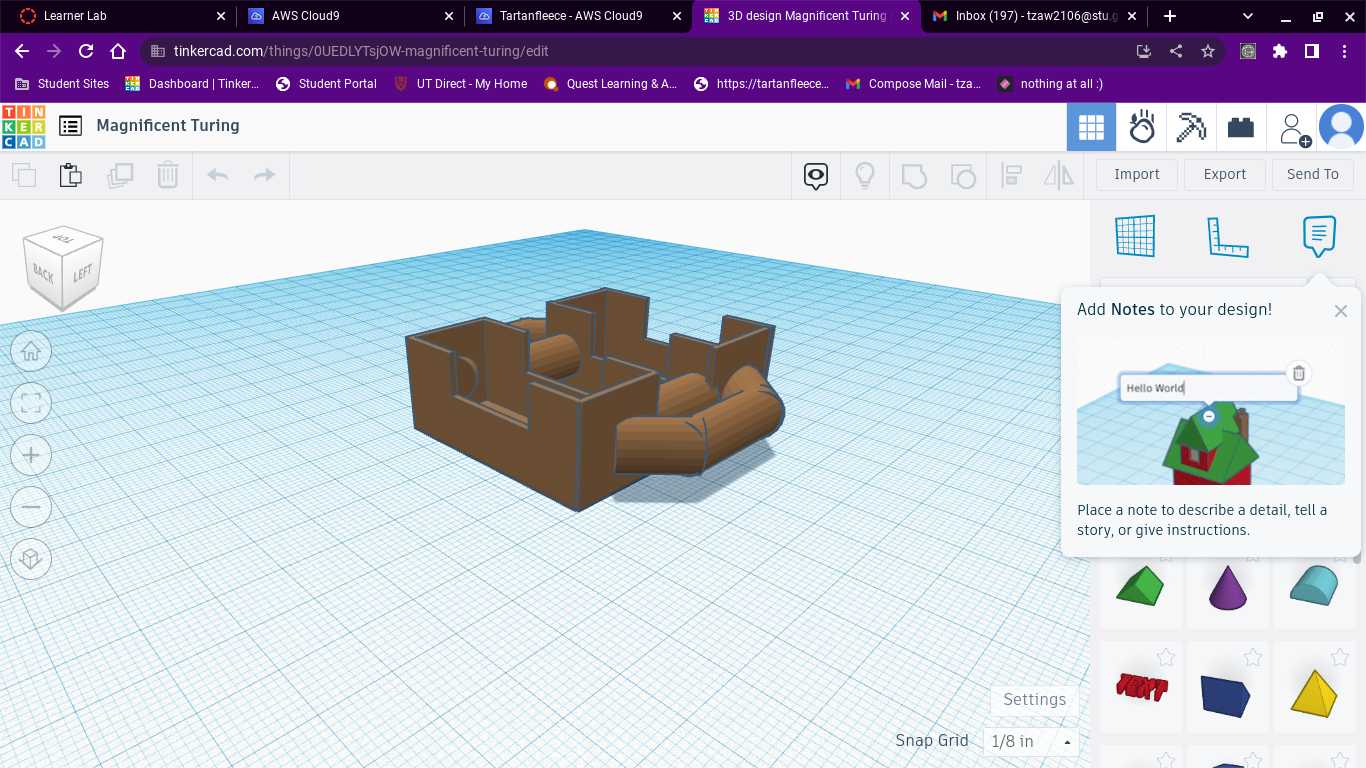 Learner Lab
AWS Cloud9
Tartanfleece - AWS Cloud9
3D design Magnificent Turing
Inbox (197) - tzaw2106@stu.g
tinkercad.com/things/0UEDLYTsjOW-magnificent-turing/edit
Student Sites
Dashboard | Tinker...
Student Portal
UT Direct - My Home
Quest Learning & A...
https://tartanfleece...
Compose Mail - tza...
nothing at all :)
TIN
KER
CAD
Magnificent Turing
Import
Export
Send To
TOP
BACK
LEFT
Add Notes to your design!
Hello World
Place a note to describe a detail, tell a
story, or give instructions.
TEXT
Settings
Snap Grid
1/8 in